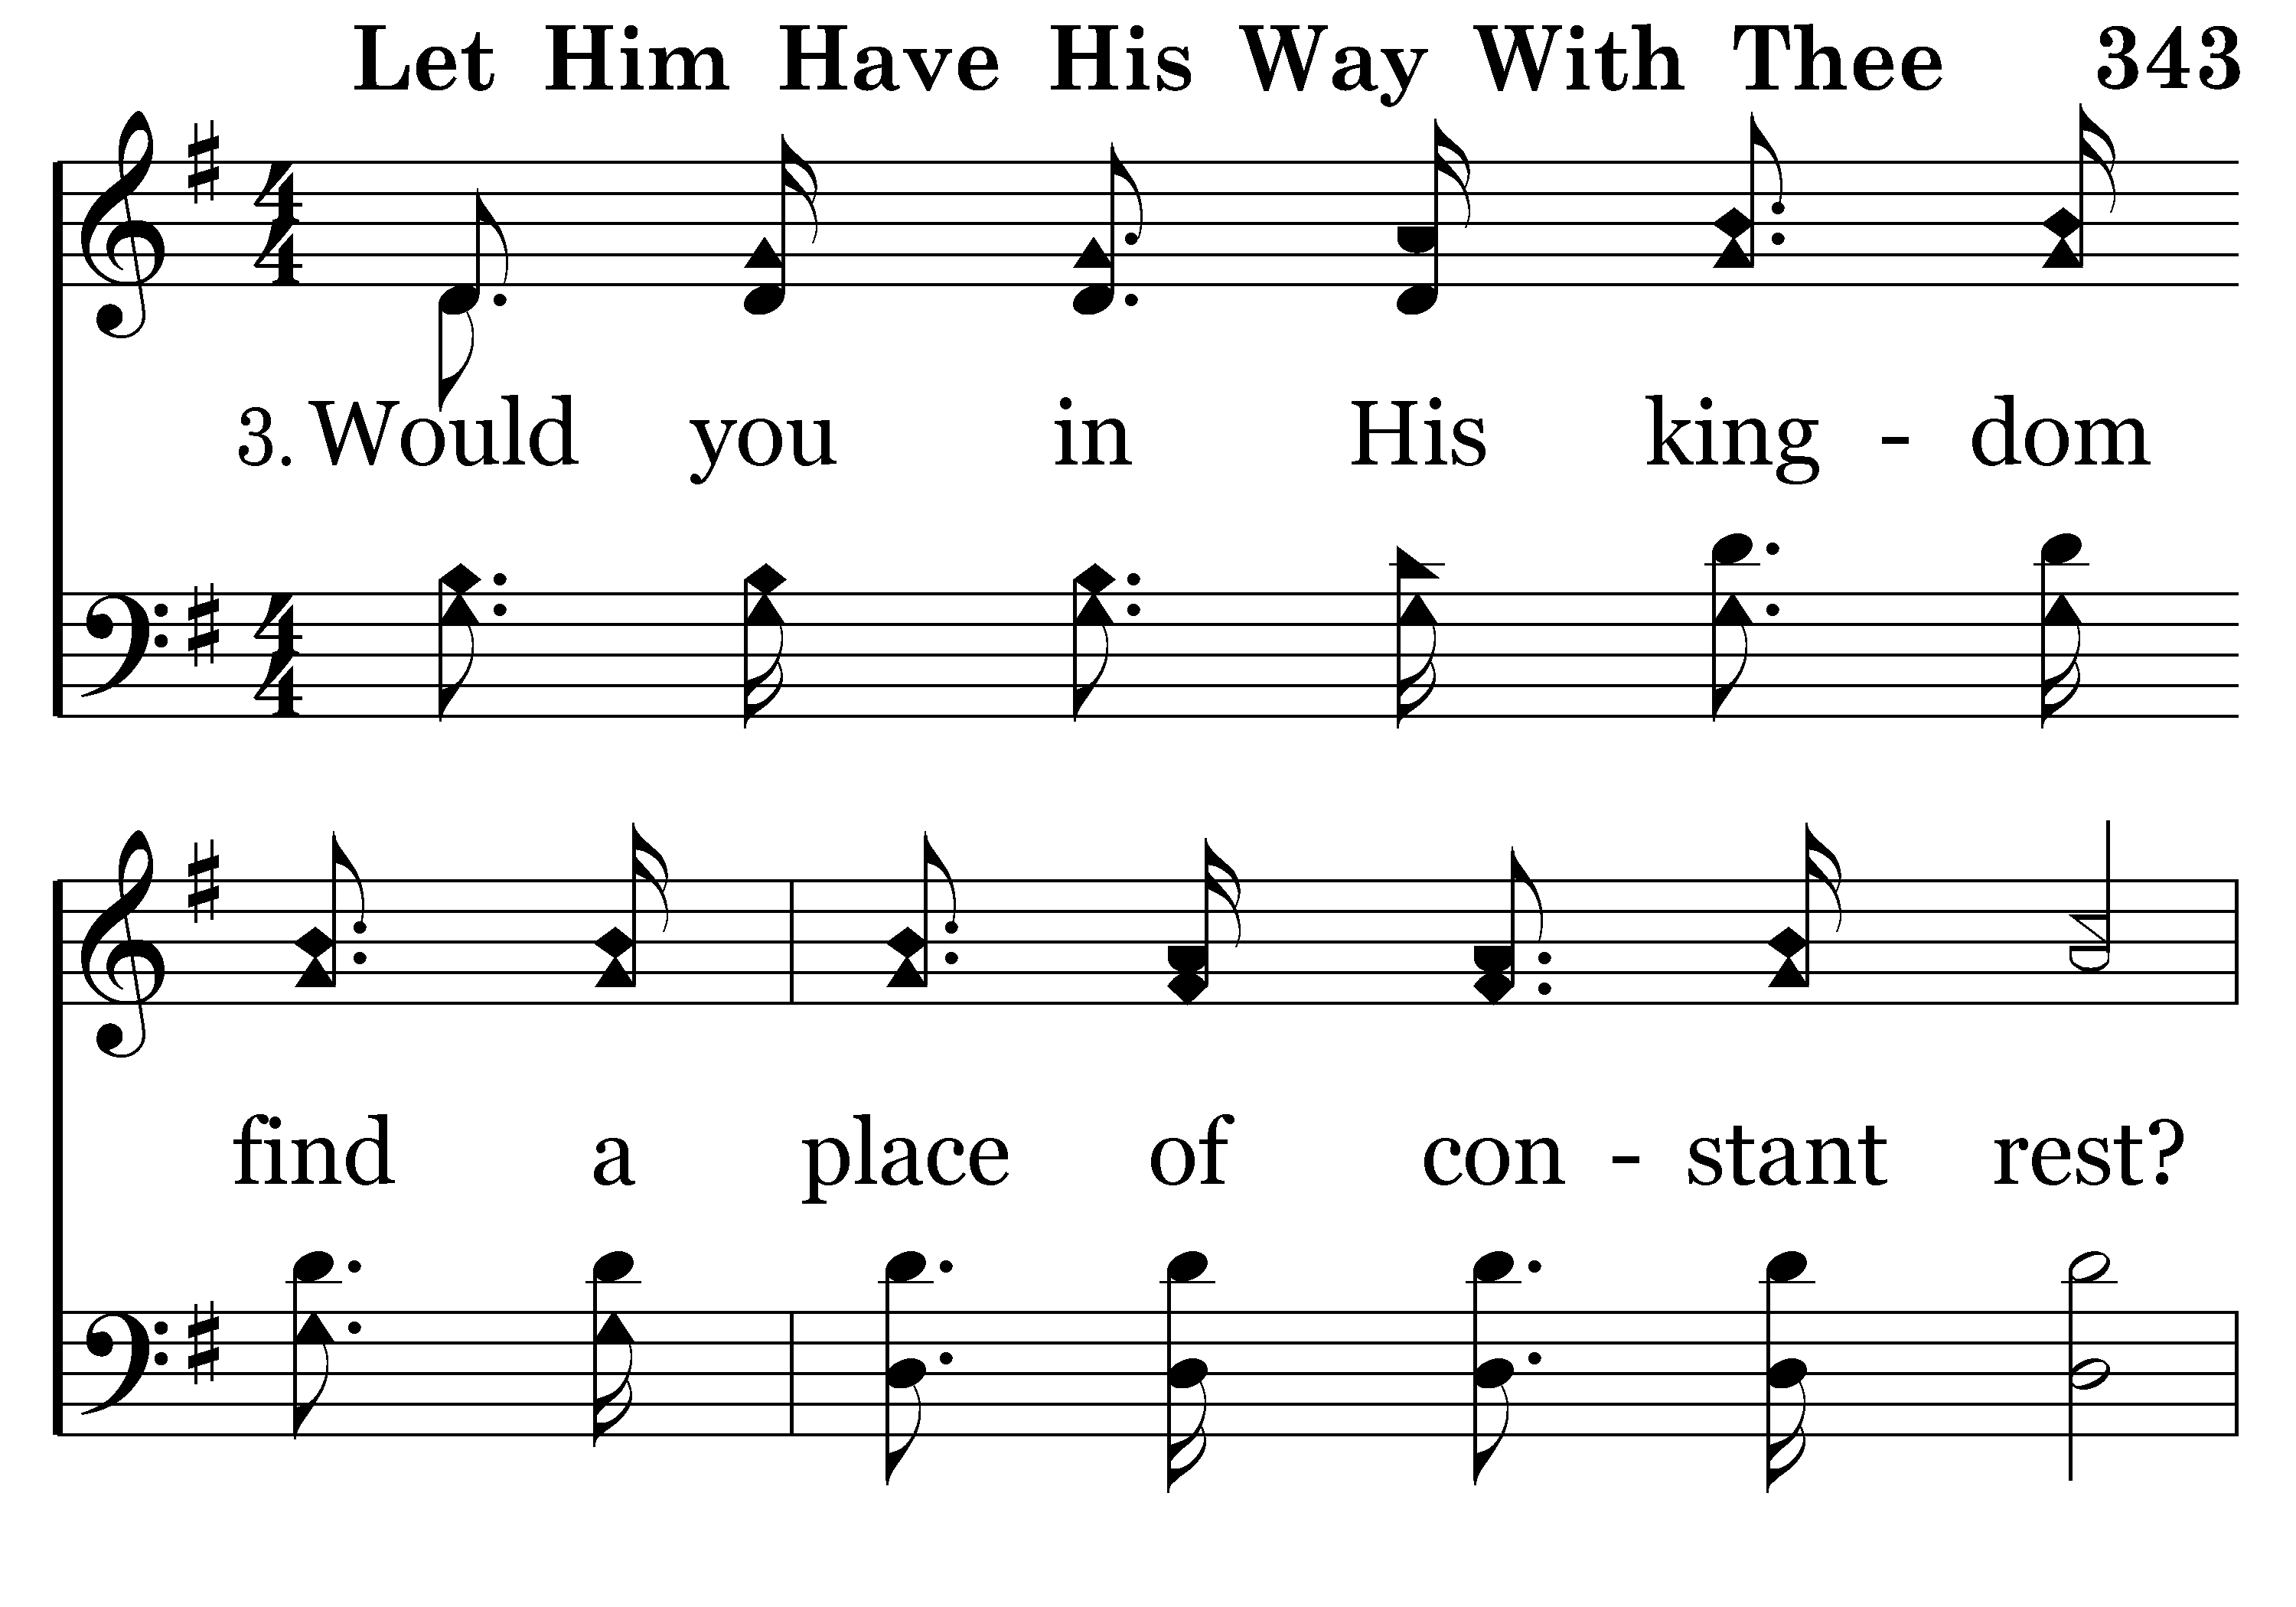 Let Him Have His Way With Thee 343
3. Would you in His king - dom
find a place of con - stant rest?